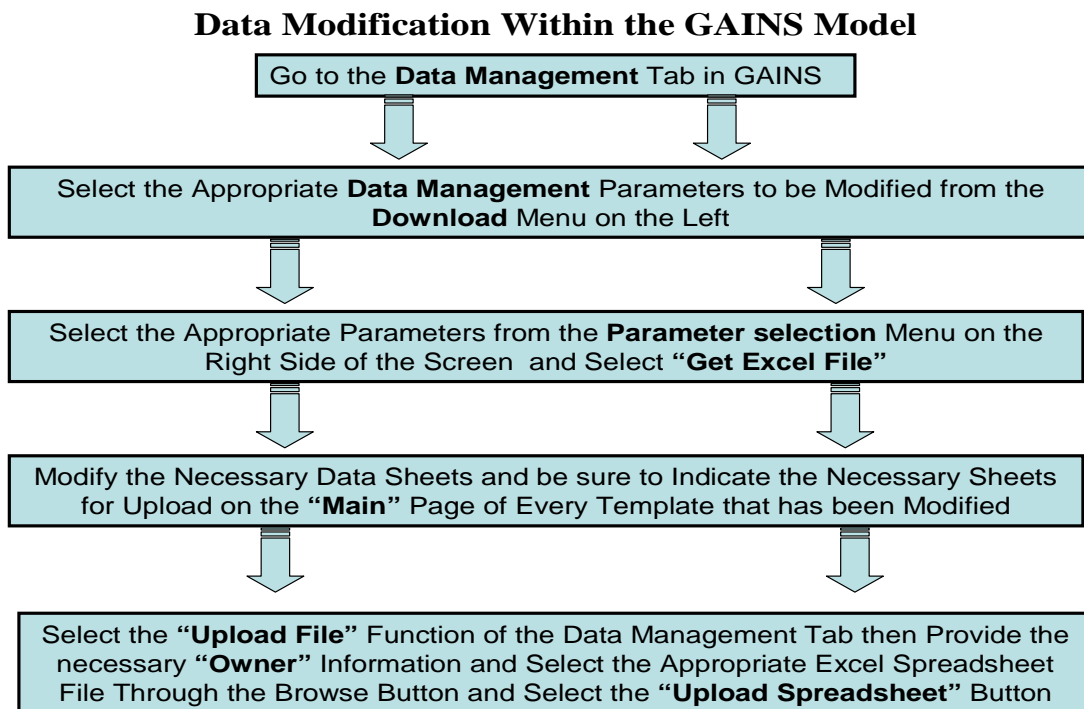 Data Modification Within the GAINS Model
Go to the Data Management Tab in GAINS
Select the Appropriate Data Management Parameters to be Modified from the
Download Menu on the Left
Select the Appropriate Parameters from the Parameter selection Menu on the
Right Side of the Screen and Select “Get Excel File”
Modify the Necessary Data Sheets and be sure to Indicate the Necessary Sheets
for Upload on the “Main” Page of Every Template that has been Modified
Select the “Upload File” Function of the Data Management Tab then Provide the
necessary “Owner” Information and Select the Appropriate Excel Spreadsheet
File Through the Browse Button and Select the “Upload Spreadsheet” Button